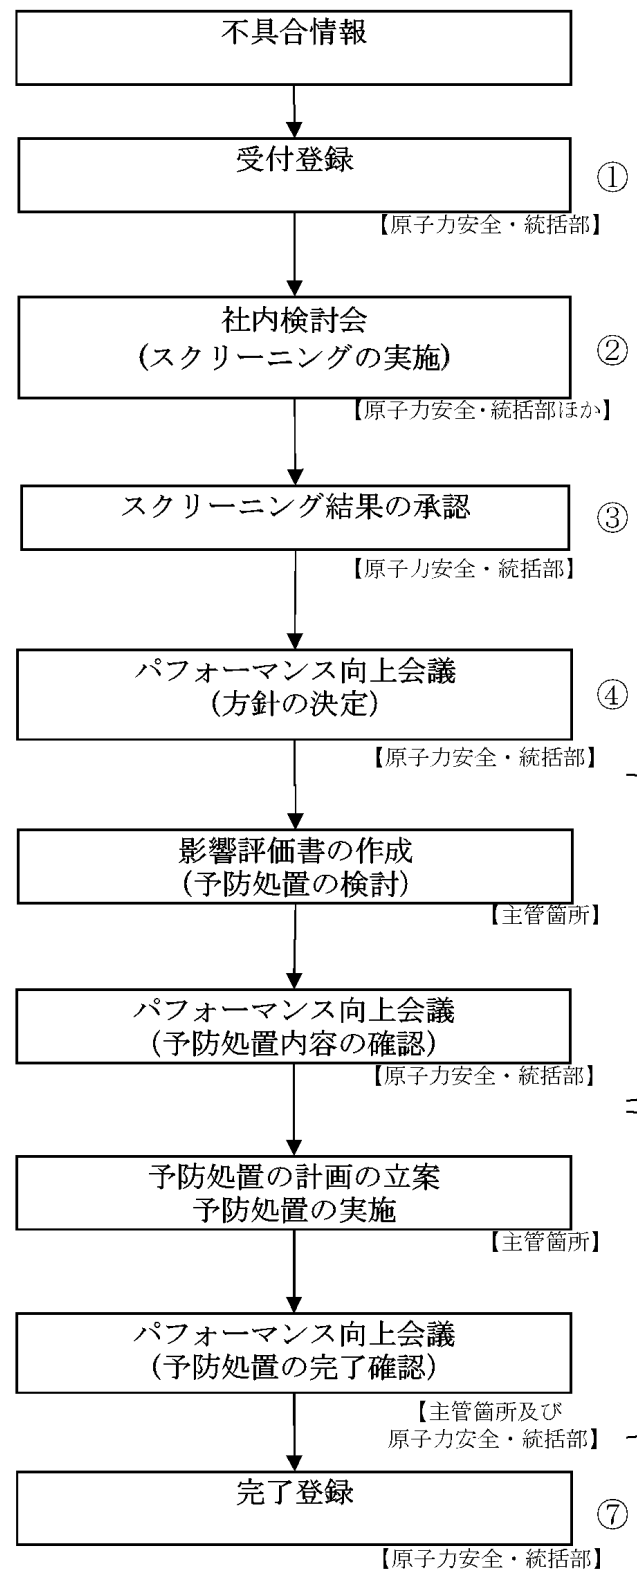 不具合情報
受付登録
①
【原子力安全・統括部】
社内検討会
(スクリーニングの実施)
②
【原子力安全・統括部ほか】
スクリーニング結果の承認
③
【原子力安全・統括部】
パフォーマンス向上会議
(方針の決定)
④
【原子力安全・統括部】
影響評価書の作成
(予防処置の検討)
【主管箇所】
パフォーマンス向上会議
(予防処置内容の確認)
【原子力安全・統括部】
予防処置の計画の立案
予防処置の実施
【主管箇所】
パフォーマンス向上会議
(予防処置の完了確認)
【主管箇所及び
原子力安全・統括部】
完了登録
⑦
【原子力安全・統括部】